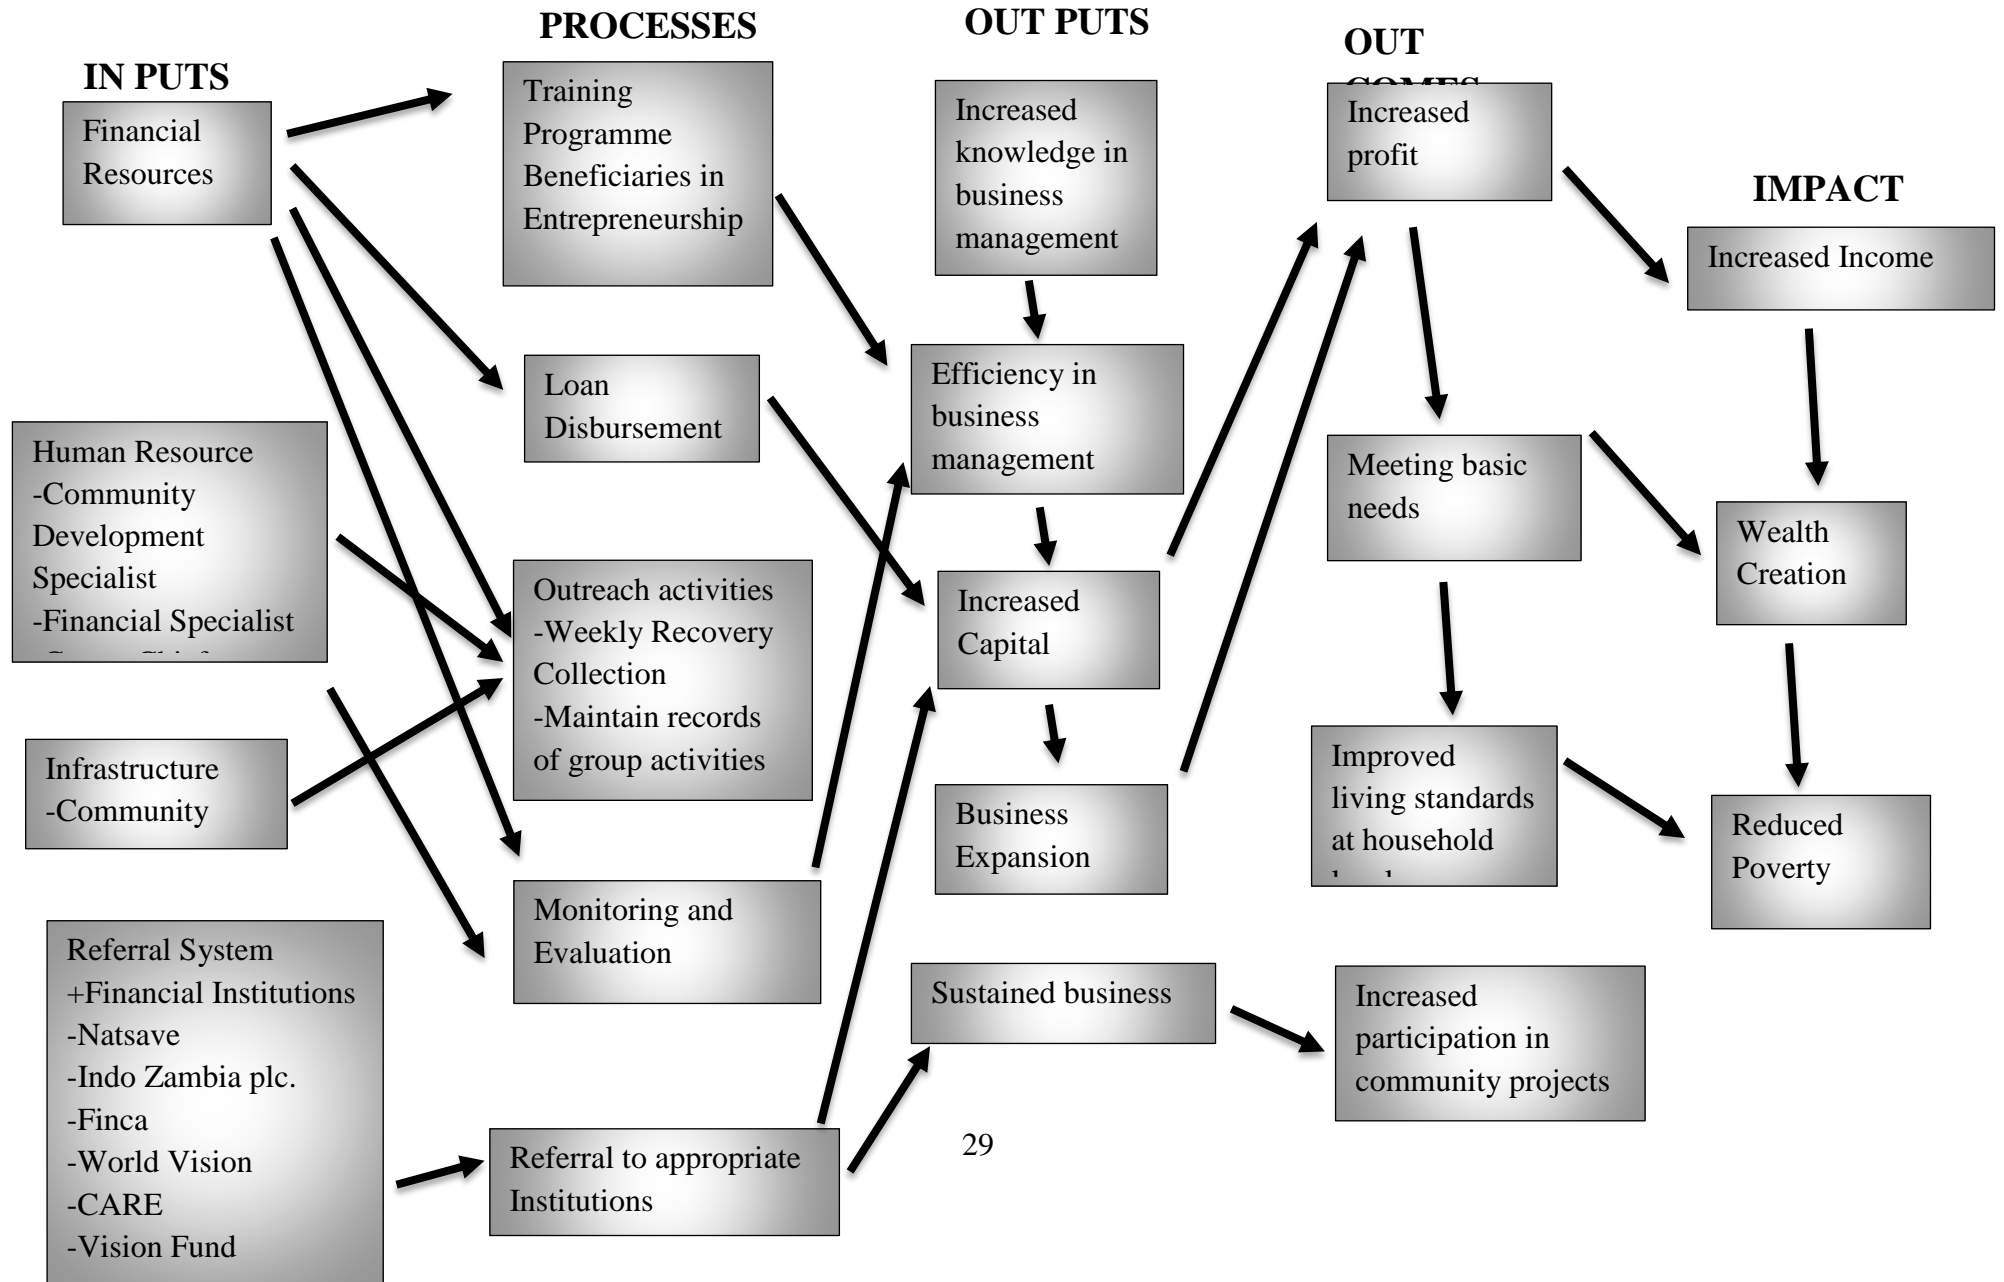 IN PUTS
Financial
Resources
Human Resource
-Community
Development
Specialist
-Financial Specialist
Infrastructure
-Community
Referral System
+Financial Institutions
-Natsave
-Indo Zambia plc.
-Finca
-World Vision
-CARE
-Vision Fund
PROCESSES
Training
Programme
Beneficiaries in
Entrepreneurship
Loan
Disbursement
Outreach activities
-Weekly Recovery
Collection
-Maintain records
of group activities
Monitoring and
Evaluation
Referral to appropriate
Institutions
OUT PUTS
Increased
knowledge in
business
management
Efficiency in
business
management
Increased
Capital
Business
Expansion
Sustained business
OUT
COMES
Increased
profit
Meeting basic
needs
Improved
living standards
at household
Increased
participation in
community projects
IMPACT
Increased Income
Wealth
Creation
Reduced
Poverty
29